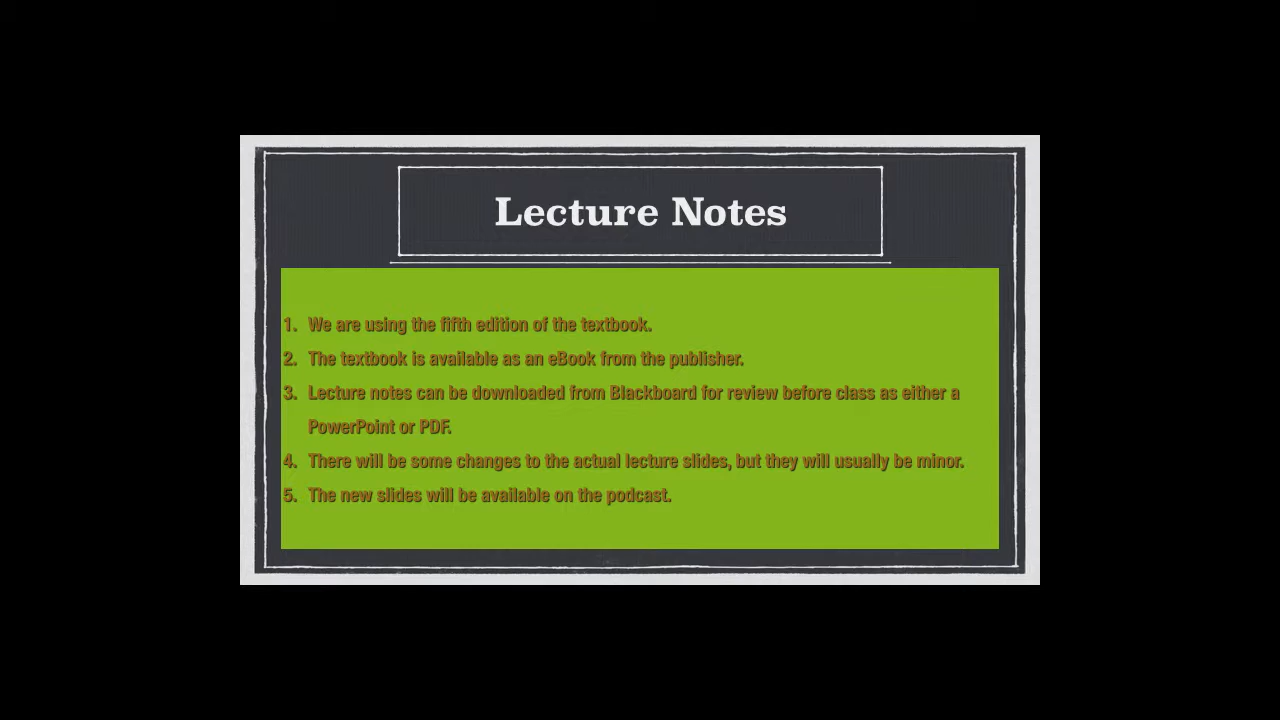 Lecture Notes
1. We are using the fifth edition of the textbook.
2. The textbook is available as an eBook from the publisher.
3. Lecture notes can be downloaded from Blackboard for review before class as either a
PowerPoint or PDF.
4. There will be some changes to the actual lecture slides, but they will usually be minor.
5. The new slides will be available on the podcast.